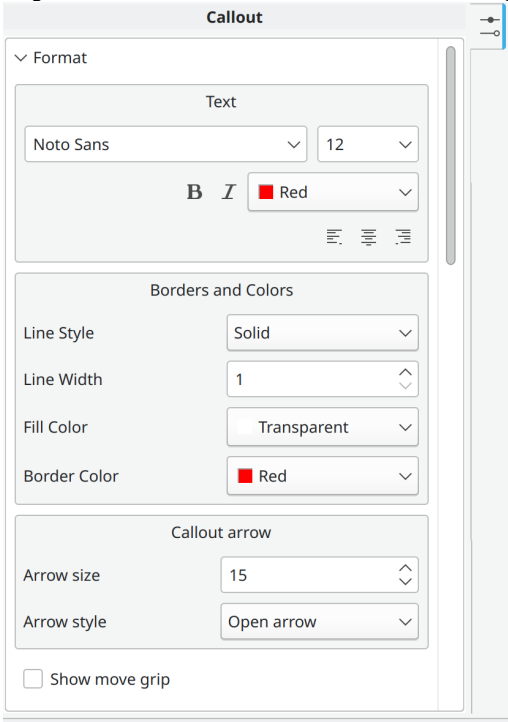 Callout
Format
Text
Noto Sans 12
B I Red
Borders and Colors
Line Style Solid
Line Width 1
Fill Color Transparent
Border Color Red
Callout arrow
Arrow size 15
Arrow style Open arrow
Show move grip